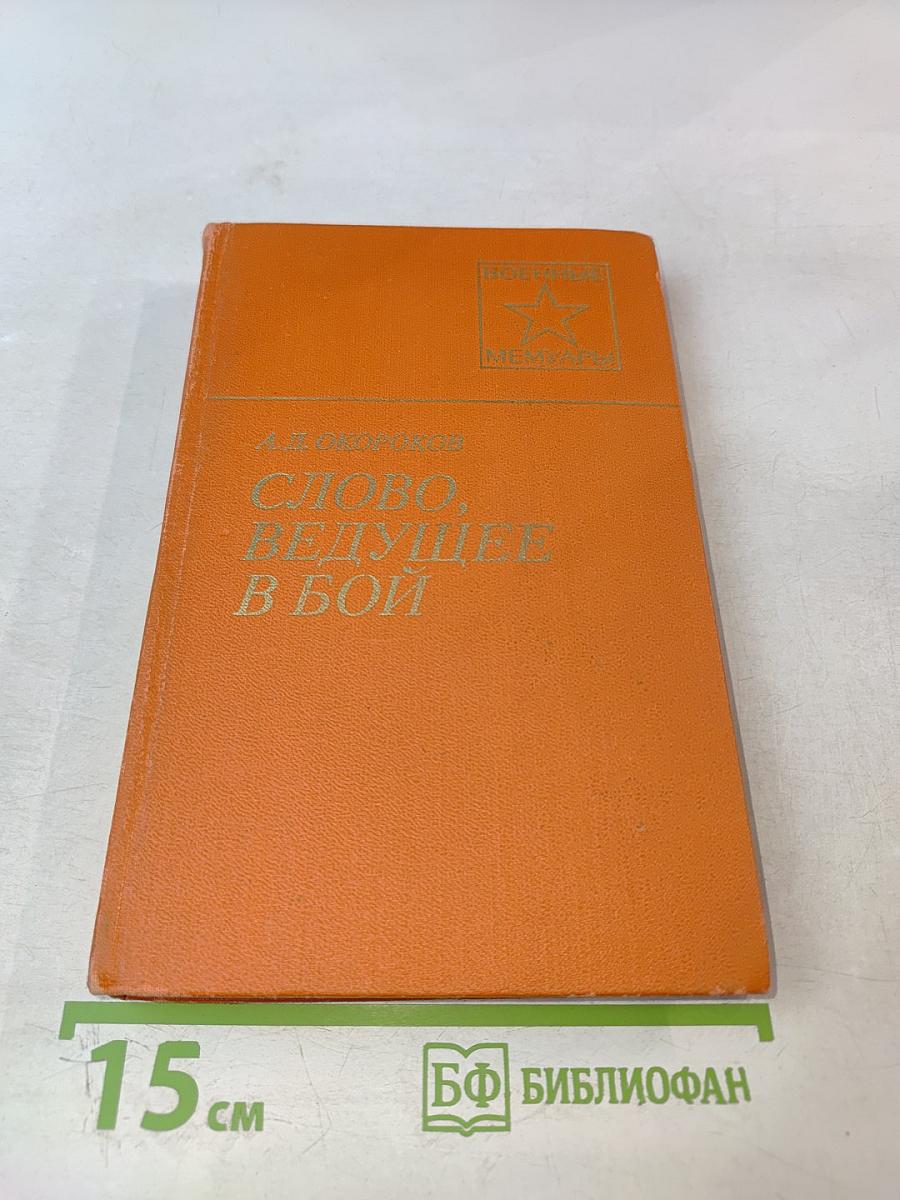 ВОЕННЫЕ
МЕМУАРЫ
А.Д. ОКОРОКОВ
СЛОВО,
ВЕДУЩЕЕ
В БОЙ
15 см
БФ БИБЛИОФАН